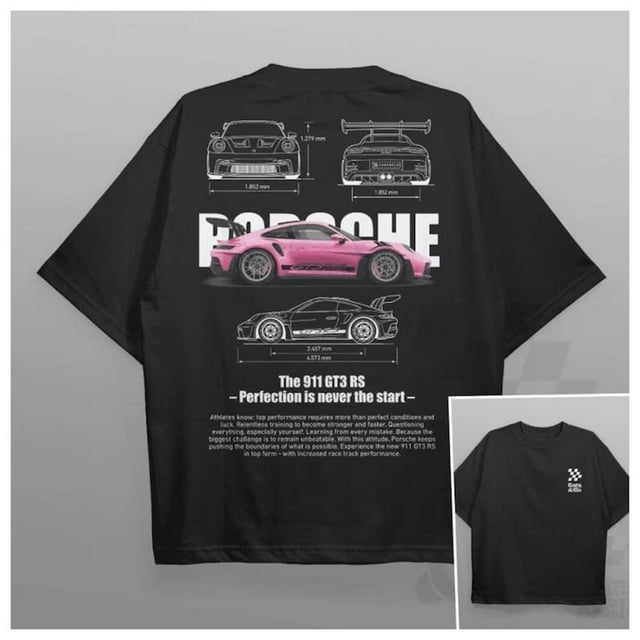 1.279 mm
1.852 mm
1.852 mm
PORSCHE
2.457 mm
4.573 mm
The 911 GT3 RS
– Perfection is never the start –
Athletes know: top performance requires more than perfect conditions and
luck. Relentless training to become stronger and faster. Questioning
everything, especially yourself. Learning from every mistake. Because the
biggest challenge is to remain unbeatable. With this attitude, Porsche keeps
pushing the boundaries of what is possible. Experience the new 911 GT3 RS
in top form – with increased race track performance.